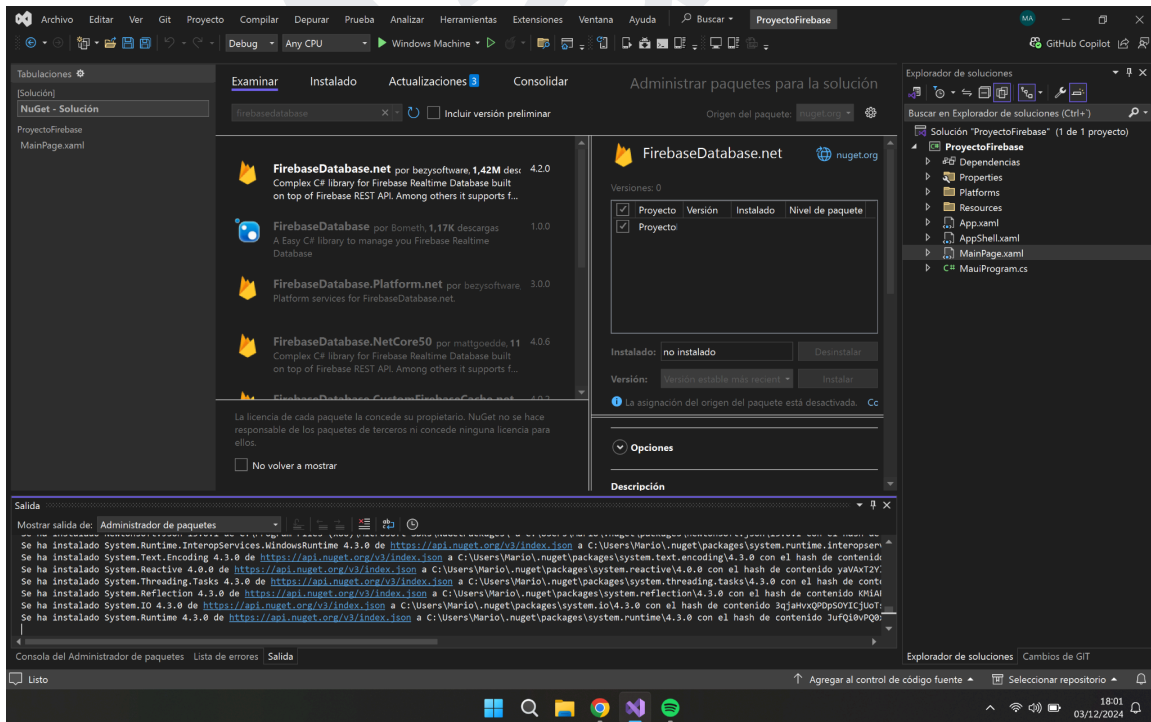 Archivo Editar Ver Git Proyecto Compilar Depurar Prueba Analizar Herramientas Extensiones Ventana Ayuda Buscar ProyectoFirebase MA
Debug Any CPU Windows Machine GitHub Copilot
Tabulaciones
[Solución]
NuGet - Solución
ProyectoFirebase
MainPage.xaml
Examinar Instalado Actualizaciones 3 Consolidar
Administrar paquetes para la solución
firebasedatabase Incluir versión preliminar
Origen del paquete: nuget.org
FirebaseDatabase.net por bezysoftware, 1,42M desc 4.2.0
Complex C# library for Firebase Realtime Database built
on top of Firebase REST API. Among others it supports f...
FirebaseDatabase por Bometh, 1,17K descargas 1.0.0
A Easy C# library to manage you Firebase Realtime
Database
FirebaseDatabase.Platform.net por bezysoftware, 3.0.0
Platform services for FirebaseDatabase.net.
FirebaseDatabase.NetCore50 por mattgoedde, 11 4.0.6
Complex C# library for Firebase Realtime Database built
on top of Firebase REST API. Among others it supports f...
FirebaseDatabase.CustomFirebaseCache.net
La licencia de cada paquete la concede su propietario. NuGet no se hace
responsable de los paquetes de terceros ni concede ninguna licencia para
ellos.
No volver a mostrar
FirebaseDatabase.net nuget.org
Versiones: 0
Proyecto Versión Instalado Nivel de paquete
Proyecto
Instalado: no instalado Desinstalar
Versión: Versión estable más recient Instalar
La asignación del origen del paquete está desactivada. Cc
Opciones
Descripción
Explorador de soluciones
Buscar en Explorador de soluciones (Ctrl+¨)
Solución "ProyectoFirebase" (1 de 1 proyecto)
ProyectoFirebase
Dependencias
Properties
Platforms
Resources
App.xaml
AppShell.xaml
MainPage.xaml
C# MauiProgram.cs
Salida
Mostrar salida de: Administrador de paquetes
Se ha instalado System.Runtime.InteropServices.WindowsRuntime 4.3.0 de https://api.nuget.org/v3/index.json a C:\Users\Mario\.nuget\packages\system.runtime.interopserv
Se ha instalado System.Text.Encoding 4.3.0 de https://api.nuget.org/v3/index.json a C:\Users\Mario\.nuget\packages\system.text.encoding\4.3.0 con el hash de contenido
Se ha instalado System.Reactive 4.0.0 de https://api.nuget.org/v3/index.json a C:\Users\Mario\.nuget\packages\system.reactive\4.0.0 con el hash de contenido yaVAxT2Y
Se ha instalado System.Threading.Tasks 4.3.0 de https://api.nuget.org/v3/index.json a C:\Users\Mario\.nuget\packages\system.threading.tasks\4.3.0 con el hash de conte
Se ha instalado System.Reflection 4.3.0 de https://api.nuget.org/v3/index.json a C:\Users\Mario\.nuget\packages\system.reflection\4.3.0 con el hash de contenido KMiAl
Se ha instalado System.IO 4.3.0 de https://api.nuget.org/v3/index.json a C:\Users\Mario\.nuget\packages\system.io\4.3.0 con el hash de contenido 3qjaHvxQPDpSOYICjUoT
Se ha instalado System.Runtime 4.3.0 de https://api.nuget.org/v3/index.json a C:\Users\Mario\.nuget\packages\system.runtime\4.3.0 con el hash de contenido JufQi0vPQ0
Consola del Administrador de paquetes Lista de errores Salida
Explorador de soluciones Cambios de GIT
Listo Agregar al control de código fuente Seleccionar repositorio
18:01
03/12/2024